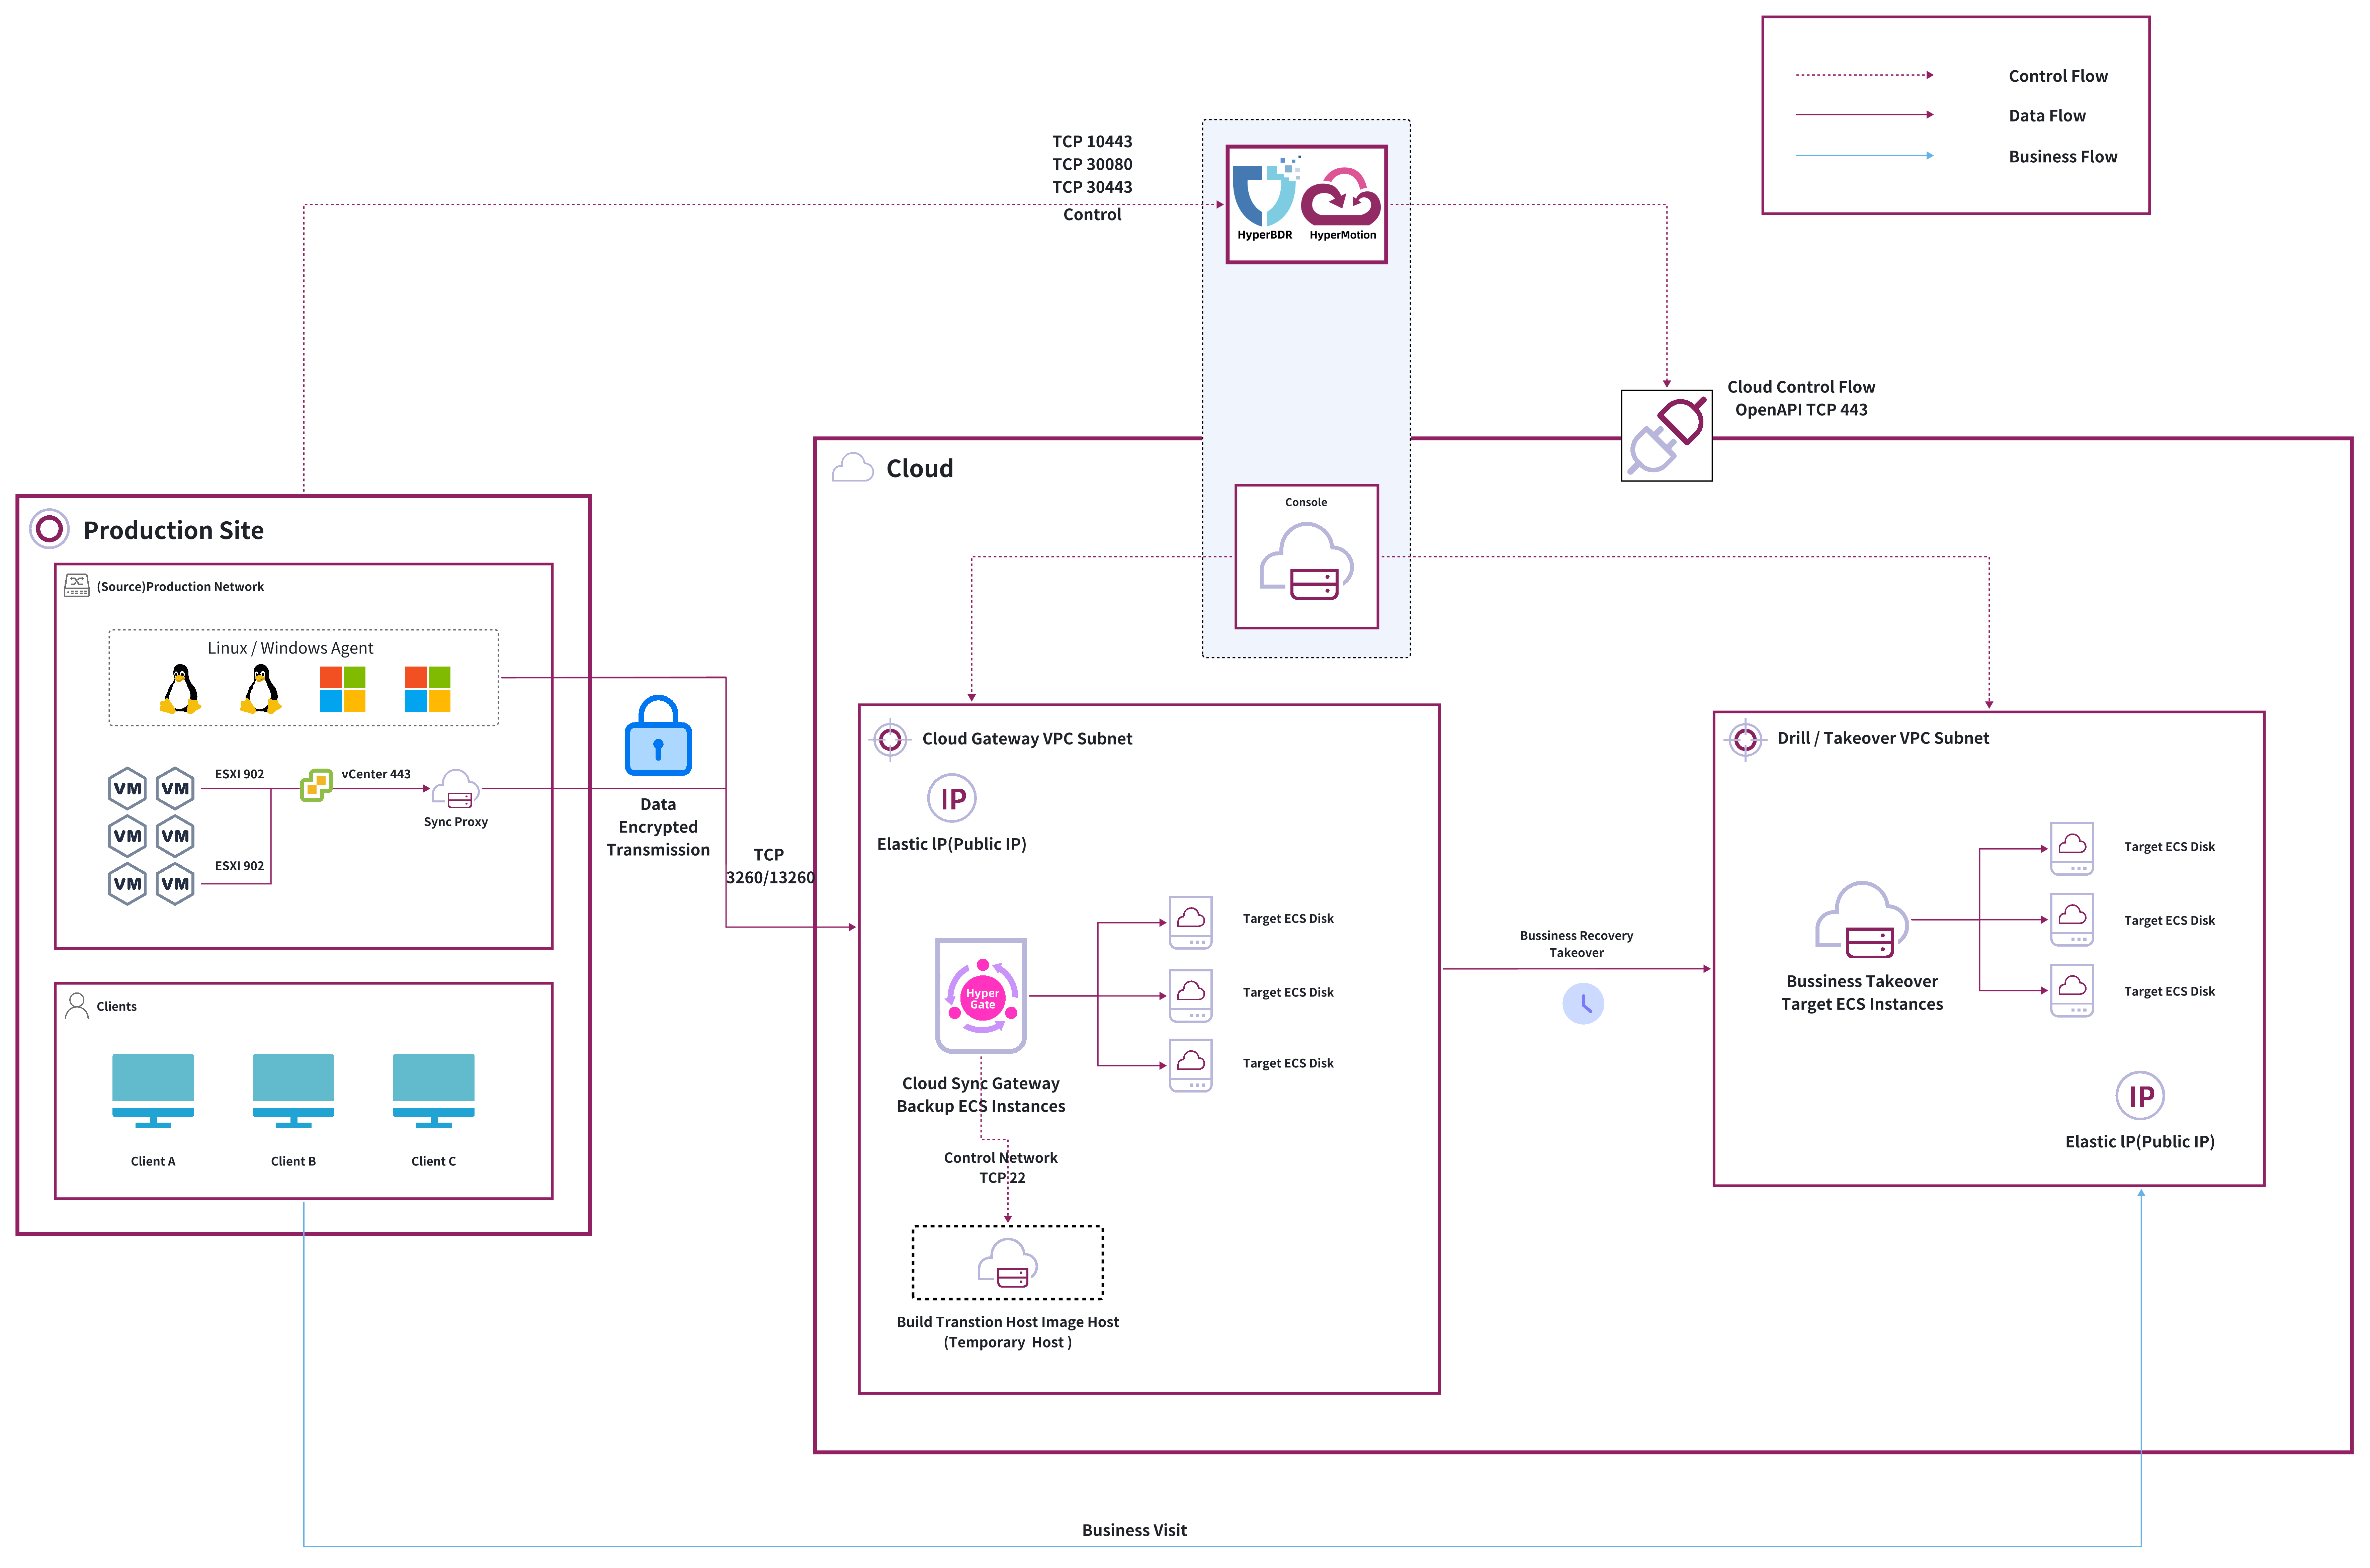 Control Flow
Data Flow
Business Flow
TCP 10443
TCP 30080
TCP 30443
Control
HyperBDR
HyperMotion
Cloud Control Flow
OpenAPI TCP 443
Cloud
Console
Production Site
(Source)Production Network
Linux / Windows Agent
VM
VM
VM
VM
VM
VM
ESXI 902
vCenter 443
Sync Proxy
ESXI 902
Data
Encrypted
Transmission
TCP
3260/13260
Clients
Client A
Client B
Client C
Cloud Gateway VPC Subnet
IP
Elastic lP(Public IP)
Hyper
Gate
Target ECS Disk
Target ECS Disk
Target ECS Disk
Cloud Sync Gateway
Backup ECS Instances
Control Network
TCP 22
Build Transtion Host Image Host
(Temporary Host )
Bussiness Recovery
Takeover
Drill / Takeover VPC Subnet
Bussiness Takeover
Target ECS Instances
Target ECS Disk
Target ECS Disk
Target ECS Disk
IP
Elastic lP(Public IP)
Business Visit